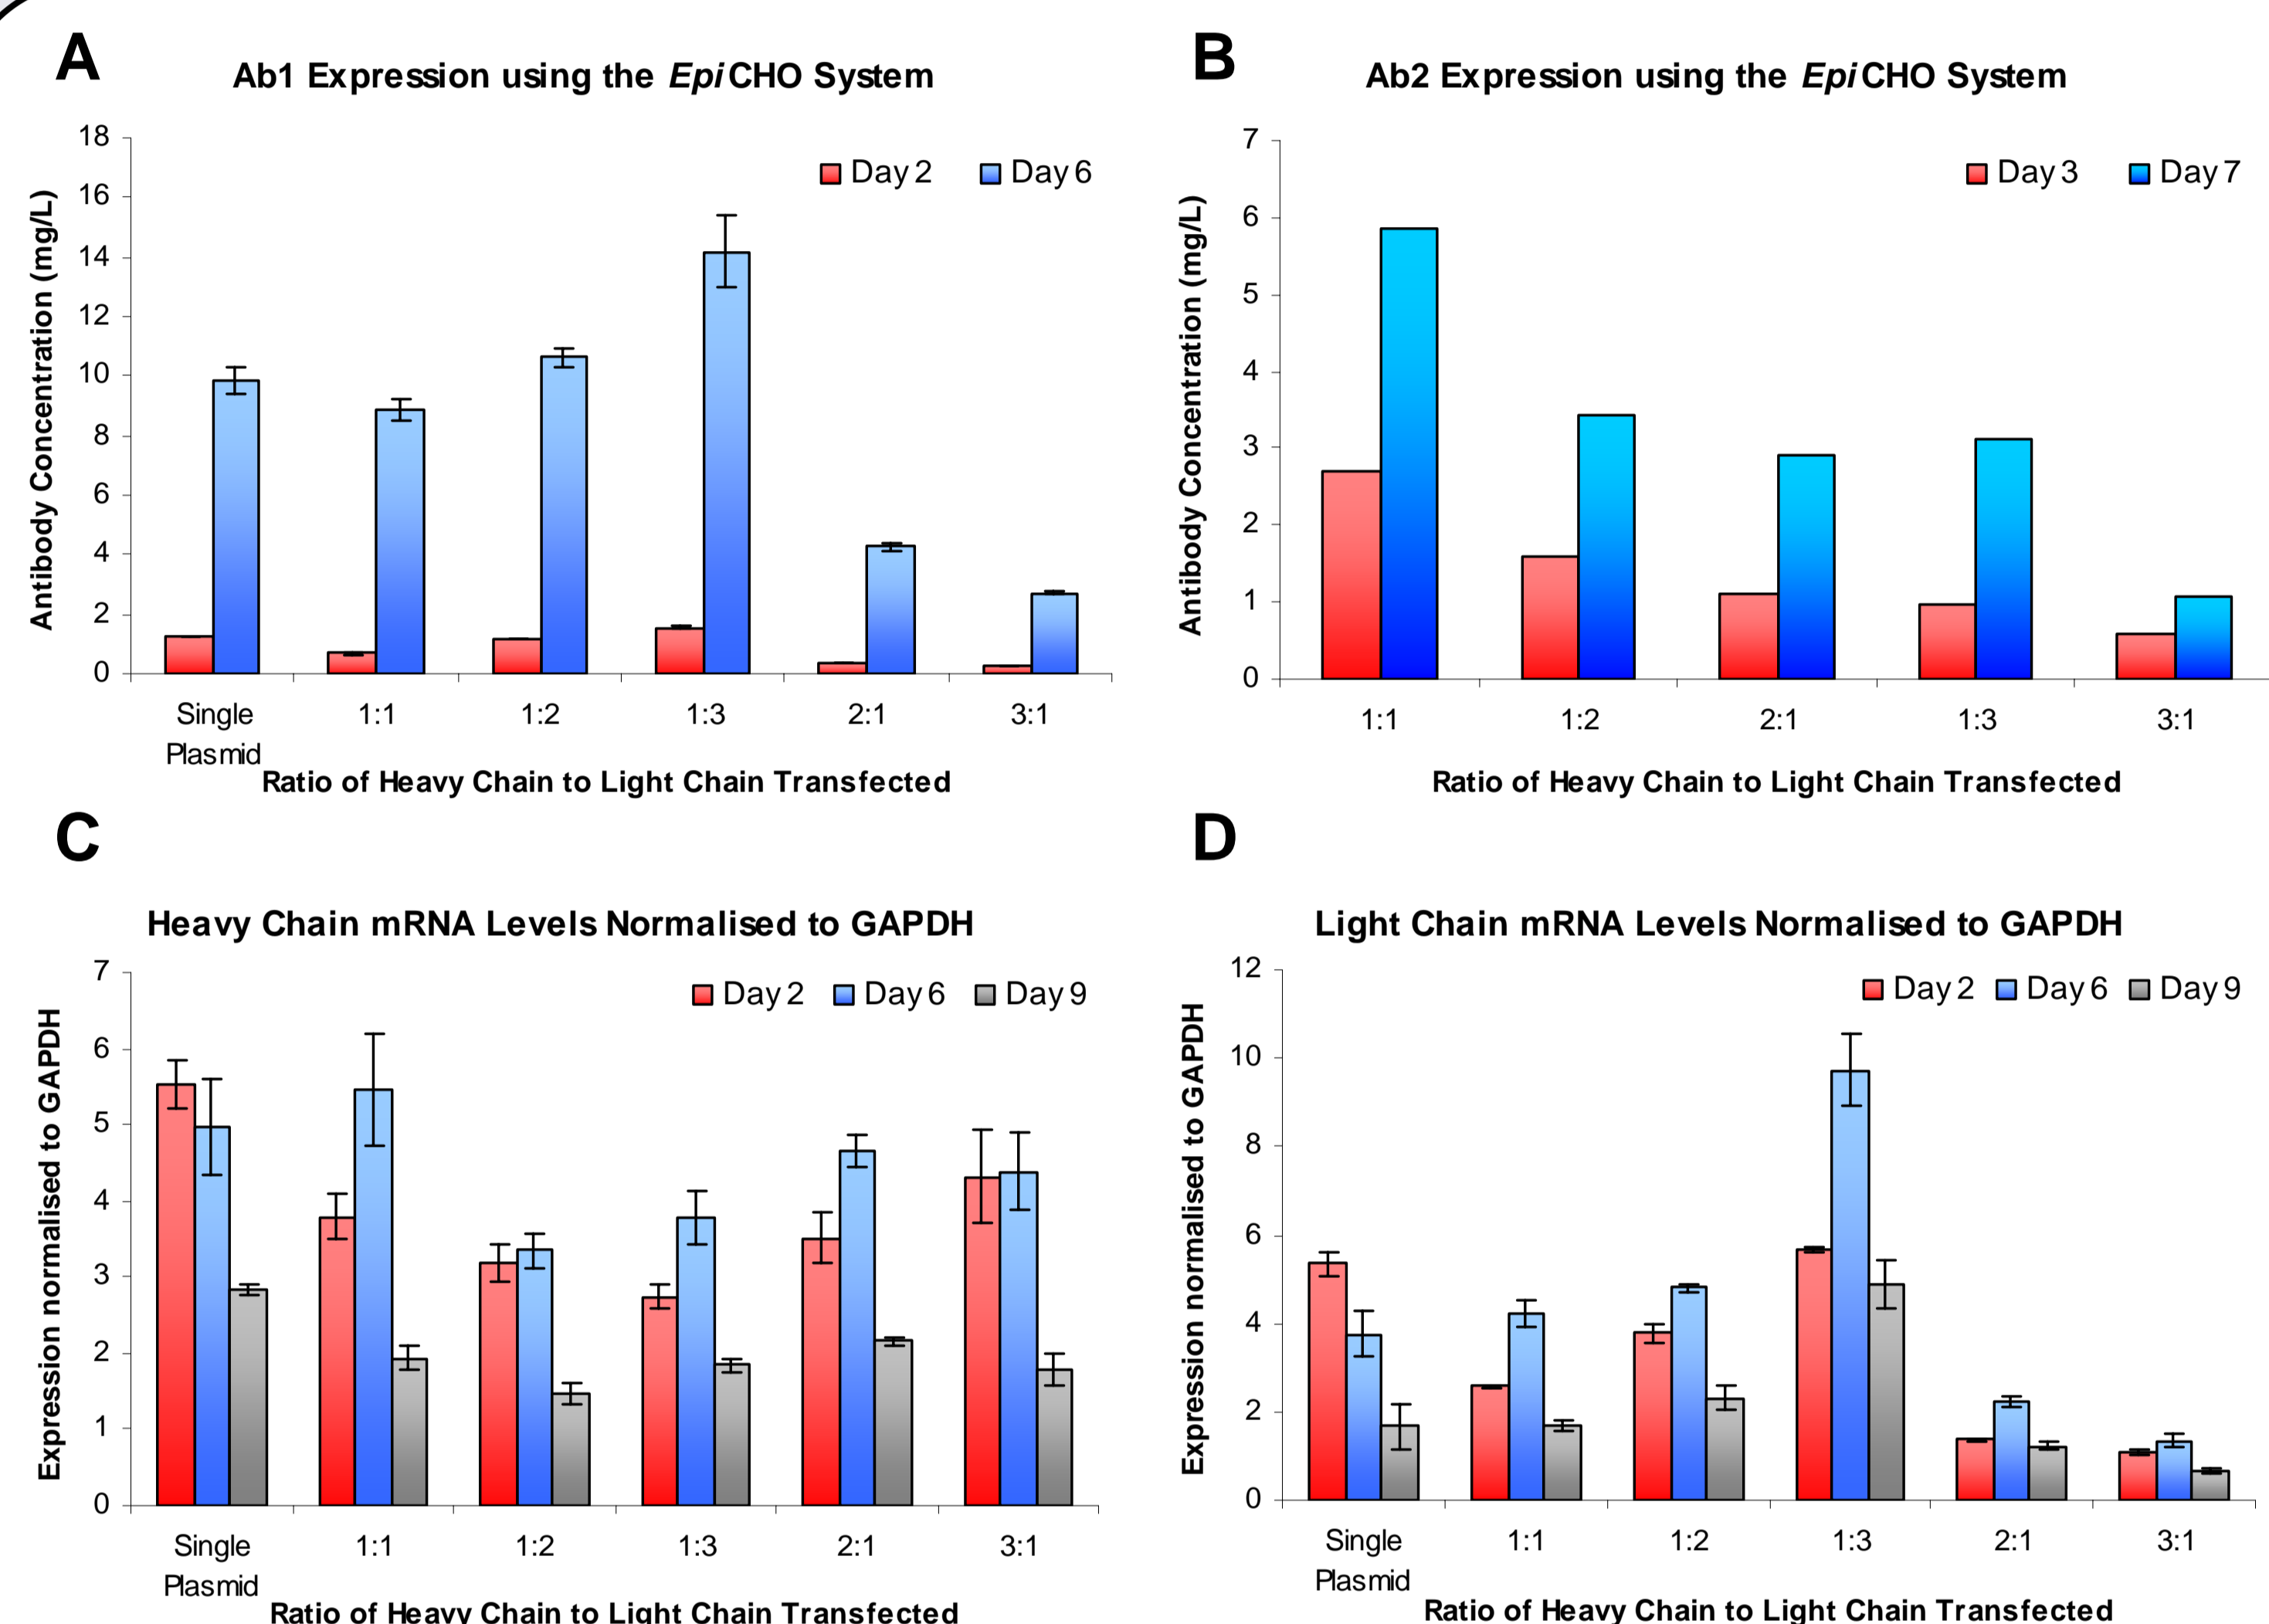 A
Ab1 Expression using the EpiCHO System
18
16
14
12
10
8
6
4
2
0
Antibody Concentration (mg/L)
Day 2
Day 6
Single Plasmid
1:1
1:2
1:3
2:1
3:1
Ratio of Heavy Chain to Light Chain Transfected
B
Ab2 Expression using the EpiCHO System
7
6
5
4
3
2
1
0
Antibody Concentration (mg/L)
Day 3
Day 7
1:1
1:2
2:1
1:3
3:1
Ratio of Heavy Chain to Light Chain Transfected
C
Heavy Chain mRNA Levels Normalised to GAPDH
7
6
5
4
3
2
1
0
Expression normalised to GAPDH
Day 2
Day 6
Day 9
Single Plasmid
1:1
1:2
1:3
2:1
3:1
Ratio of Heavy Chain to Light Chain Transfected
D
Light Chain mRNA Levels Normalised to GAPDH
12
10
8
6
4
2
0
Expression normalised to GAPDH
Day 2
Day 6
Day 9
Single Plasmid
1:1
1:2
1:3
2:1
3:1
Ratio of Heavy Chain to Light Chain Transfected